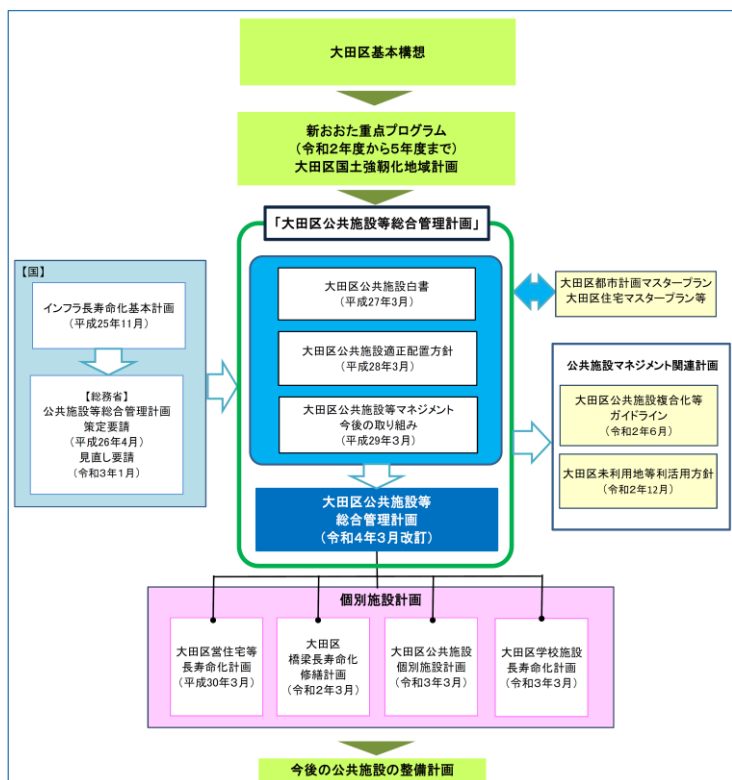 大田区基本構想
新おおた重点プログラム
(令和2年度から5年度まで)
大田区国土強靭化地域計画
「大田区公共施設等総合管理計画」
【国】
インフラ長寿命化基本計画
(平成25年11月)
【総務省】
公共施設等総合管理計画
策定要請
(平成26年4月)
見直し要請
(令和3年1月)
大田区公共施設白書
(平成27年3月)
大田区公共施設適正配置方針
(平成28年3月)
大田区公共施設等マネジメント
今後の取り組み
(平成29年3月)
大田区公共施設等
総合管理計画
(令和4年3月改訂)
大田区都市計画マスタープラン
大田区住宅マスタープラン等
公共施設マネジメント関連計画
大田区公共施設複合化等
ガイドライン
(令和2年6月)
大田区未利用地等利活用方針
(令和2年12月)
個別施設計画
大田区営住宅等
長寿命化計画
(平成30年3月)
大田区
橋梁長寿命化
修繕計画
(令和2年3月)
大田区公共施設
個別施設計画
(令和3年3月)
大田区学校施設
長寿命化計画
(令和3年3月)
今後の公共施設の整備計画